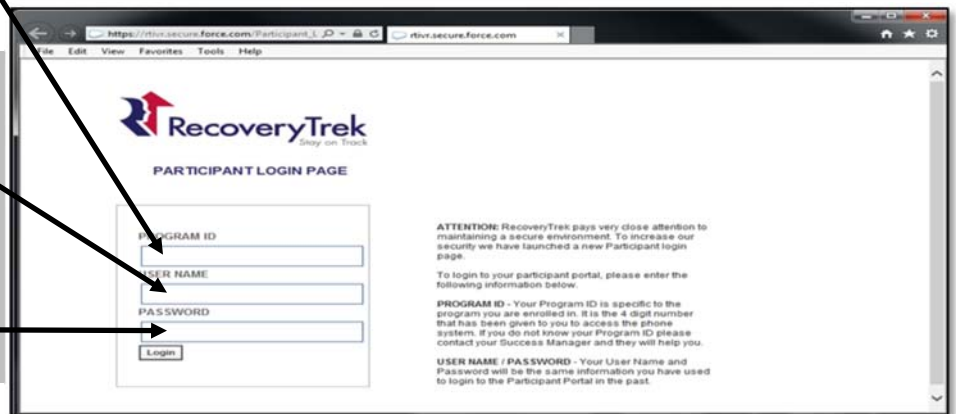 https://rtivr.secure.force.com/Participant_L
rtivr.secure.force.com
File Edit View Favorites Tools Help
RecoveryTrek
Stay on Track
PARTICIPANT LOGIN PAGE
PROGRAM ID
USER NAME
PASSWORD
Login
ATTENTION: RecoveryTrek pays very close attention to
maintaining a secure environment. To increase our
security we have launched a new Participant login
page.
To login to your participant portal, please enter the
following information below.
PROGRAM ID - Your Program ID is specific to the
program you are enrolled in. It is the 4 digit number
that has been given to you to access the phone
system. If you do not know your Program ID please
contact your Success Manager and they will help you.
USER NAME / PASSWORD - Your User Name and
Password will be the same information you have used
to login to the Participant Portal in the past.